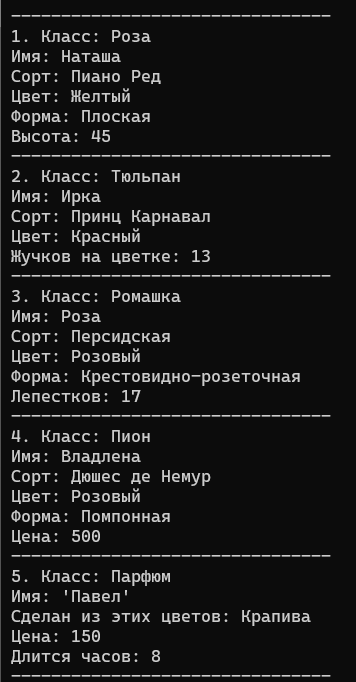 --------------------------------
1. Класс: Роза
Имя: Наташа
Сорт: Пиано Ред
Цвет: Желтый
Форма: Плоская
Высота: 45
--------------------------------
2. Класс: Тюльпан
Имя: Ирка
Сорт: Принц Карнавал
Цвет: Красный
Жучков на цветке: 13
--------------------------------
3. Класс: Ромашка
Имя: Роза
Сорт: Персидская
Цвет: Розовый
Форма: Крестовидно-розеточная
Лепестков: 17
--------------------------------
4. Класс: Пион
Имя: Владлена
Сорт: Дюшес де Немур
Цвет: Розовый
Форма: Помпонная
Цена: 500
--------------------------------
5. Класс: Парфюм
Имя: 'Павел'
Сделан из этих цветов: Крапива
Цена: 150
Длится часов: 8
--------------------------------